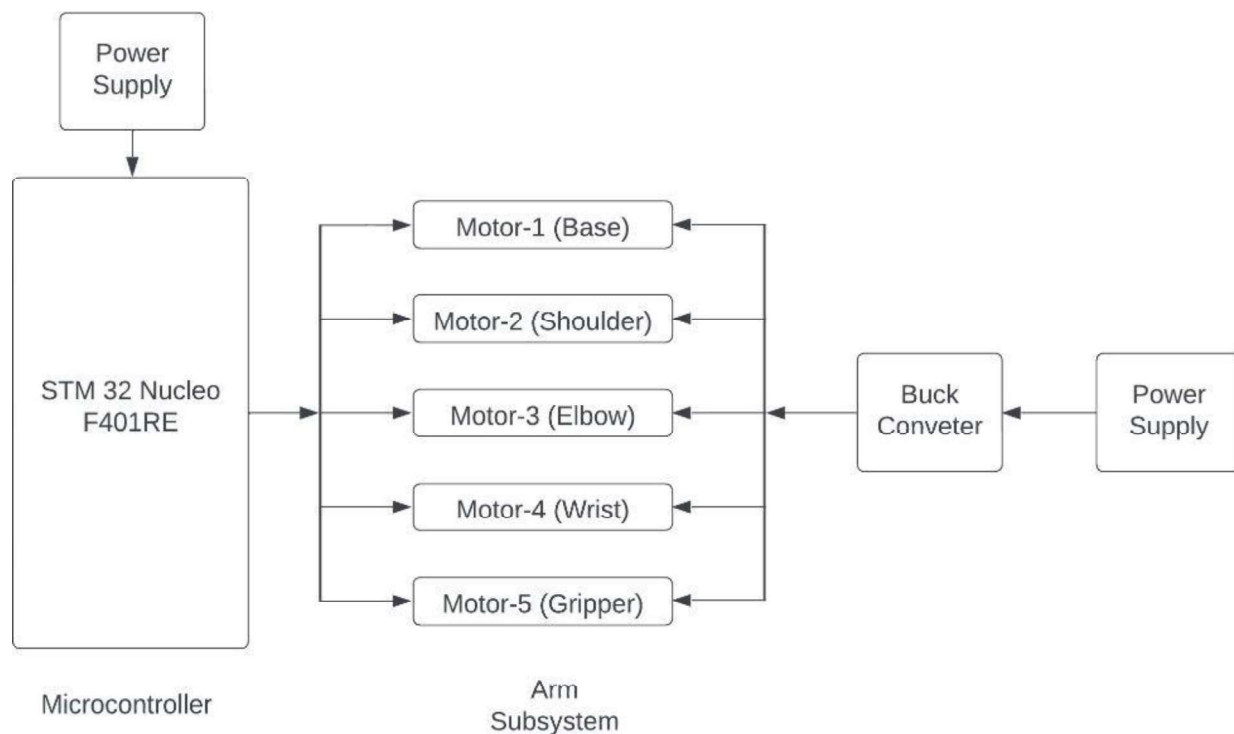 Power
Supply
STM 32 Nucleo
F401RE
Microcontroller
Motor-1 (Base)
Motor-2 (Shoulder)
Motor-3 (Elbow)
Motor-4 (Wrist)
Motor-5 (Gripper)
Arm
Subsystem
Buck
Conveter
Power
Supply